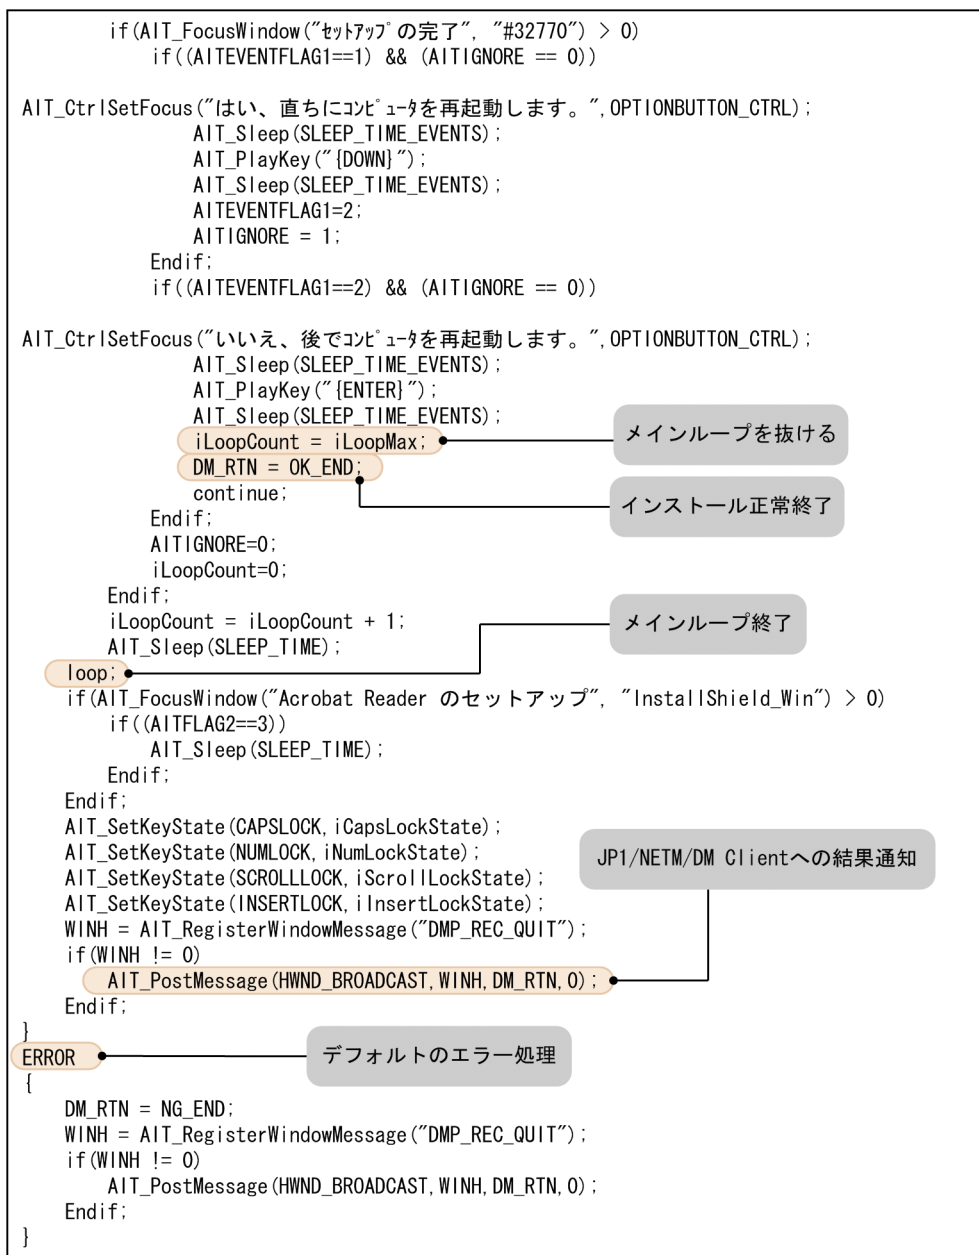 if(AIT_FocusWindow("ｾｯﾄｱｯﾌﾟの完了", "#32770") > 0)
if((AITEVENTFLAG1==1) && (AITIGNORE == 0))
AIT_CtrlSetFocus("はい、直ちにｺﾝﾋﾟｭｰﾀを再起動します。",OPTIONBUTTON_CTRL);
AIT_Sleep(SLEEP_TIME_EVENTS);
AIT_PlayKey("{DOWN}");
AIT_Sleep(SLEEP_TIME_EVENTS);
AITEVENTFLAG1=2;
AITIGNORE = 1;
Endif;
if((AITEVENTFLAG1==2) && (AITIGNORE == 0))
AIT_CtrlSetFocus("いいえ、後でｺﾝﾋﾟｭｰﾀを再起動します。",OPTIONBUTTON_CTRL);
AIT_Sleep(SLEEP_TIME_EVENTS);
AIT_PlayKey("{ENTER}");
AIT_Sleep(SLEEP_TIME_EVENTS);
iLoopCount = iLoopMax;
メインループを抜ける
DM_RTN = OK_END;
continue;
インストール正常終了
Endif;
AITIGNORE=0;
iLoopCount=0;
Endif;
iLoopCount = iLoopCount + 1;
メインループ終了
AIT_Sleep(SLEEP_TIME);
loop;
if(AIT_FocusWindow("Acrobat Reader のセットアップ", "InstallShield_Win") > 0)
if((AITFLAG2==3))
AIT_Sleep(SLEEP_TIME);
Endif;
Endif;
AIT_SetKeyState(CAPSLOCK,iCapsLockState);
AIT_SetKeyState(NUMLOCK,iNumLockState);
JP1/NETM/DM Clientへの結果通知
AIT_SetKeyState(SCROLLLOCK,iScrollLockState);
AIT_SetKeyState(INSERTLOCK,iInsertLockState);
WINH = AIT_RegisterWindowMessage("DMP_REC_QUIT");
if(WINH != 0)
AIT_PostMessage(HWND_BROADCAST,WINH,DM_RTN,0);
Endif;
}
ERROR
デフォルトのエラー処理
{
DM_RTN = NG_END;
WINH = AIT_RegisterWindowMessage("DMP_REC_QUIT");
if(WINH != 0)
AIT_PostMessage(HWND_BROADCAST,WINH,DM_RTN,0);
Endif;
}